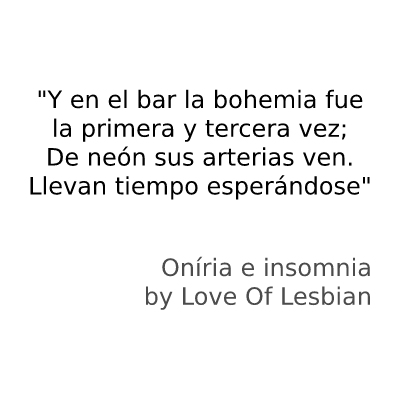 "Y en el bar la bohemia fue
la primera y tercera vez;
De neón sus arterias ven.
Llevan tiempo esperándose"
Oníria e insomnia
by Love Of Lesbian